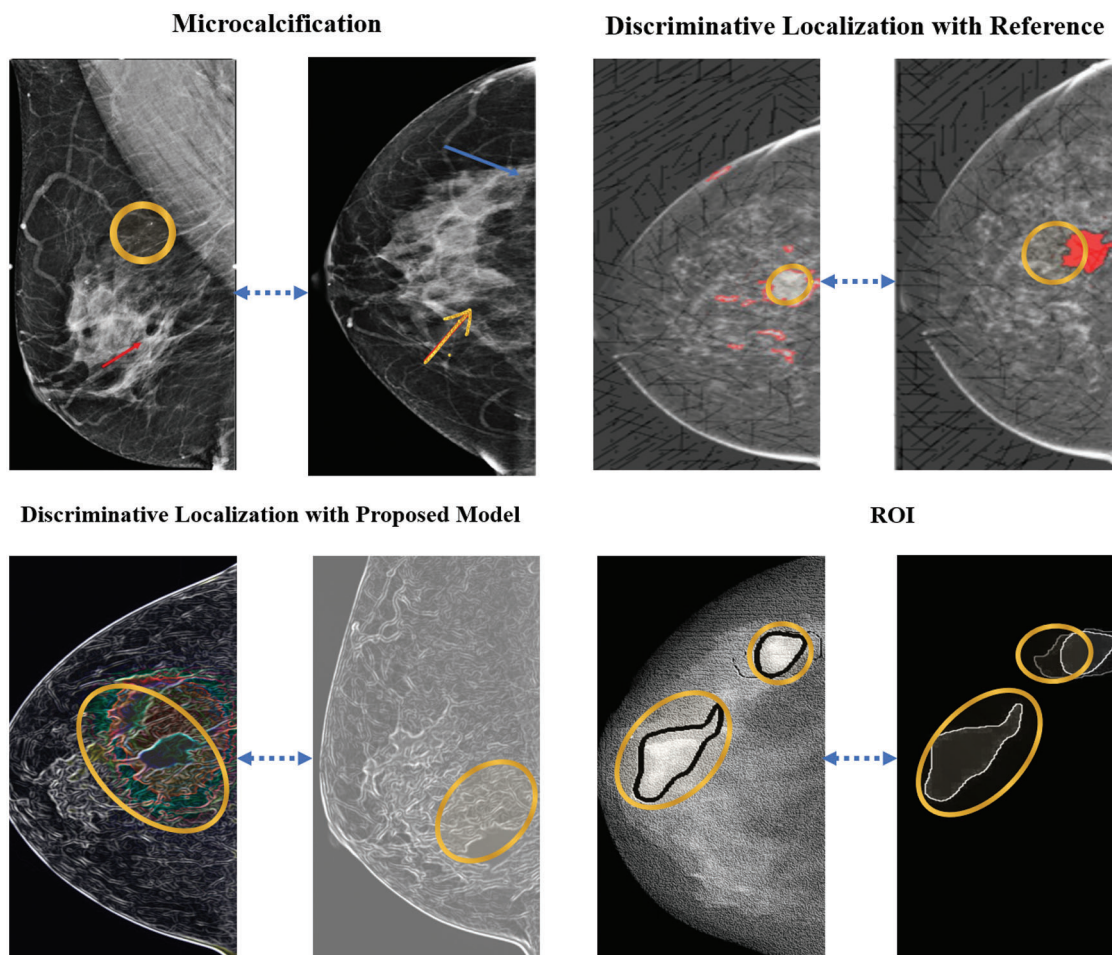 Microcalcification
Discriminative Localization with Reference
Discriminative Localization with Proposed Model
ROI